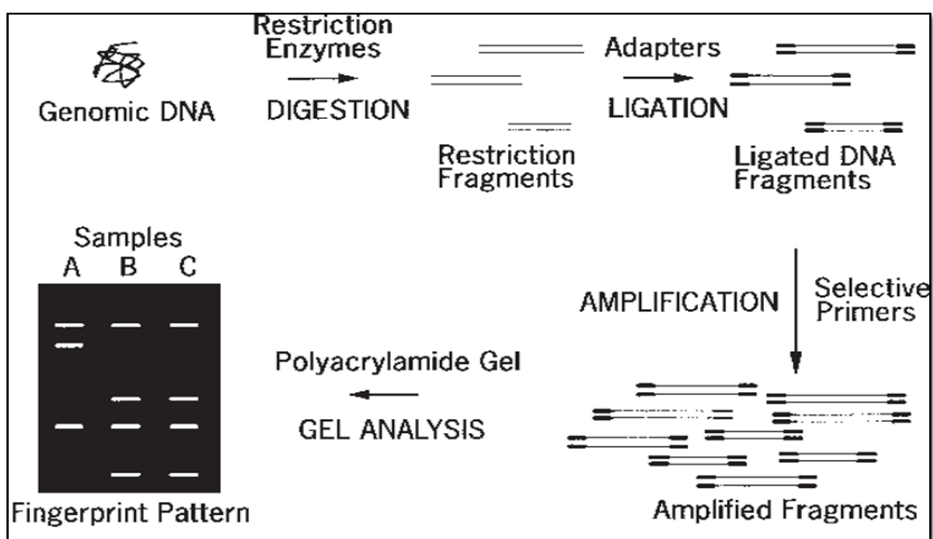 Genomic DNA
Restriction
Enzymes
DIGESTION
Restriction
Fragments
Adapters
LIGATION
Ligated DNA
Fragments
AMPLIFICATION
Selective
Primers
Amplified Fragments
Polyacrylamide Gel
GEL ANALYSIS
Samples
A B C
Fingerprint Pattern